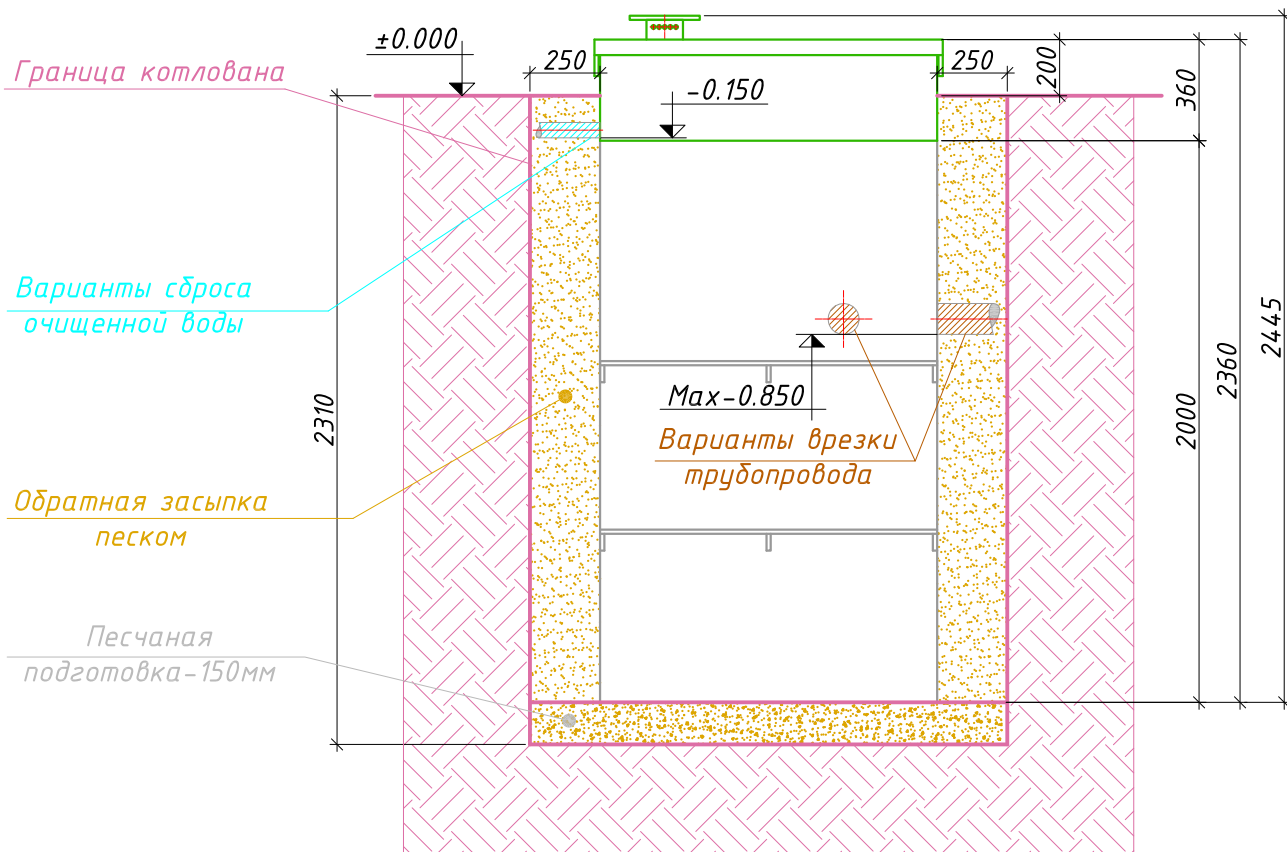 ±0.000
250
250
200
360
Граница котлована
-0.150
Варианты сброса
очищенной воды
2445
2360
2310
Max-0.850
2000
Варианты врезки
трубопровода
Обратная засыпка
песком
Песчаная
подготовка-150мм